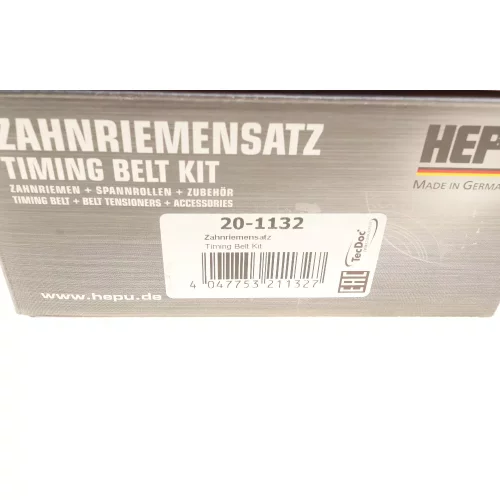 ZAHNRIEMENSATZ
TIMING BELT KIT
ZAHNRIEMEN + SPANNROLLEN + ZUBEHÖR
TIMING BELT + BELT TENSIONERS + ACCESSORIES
HEP
MADE IN GERMA
20-1132
Zahnriemensatz
Timing Belt Kit
4 047753 211327
EAC
TecDoc
www.hepu.de